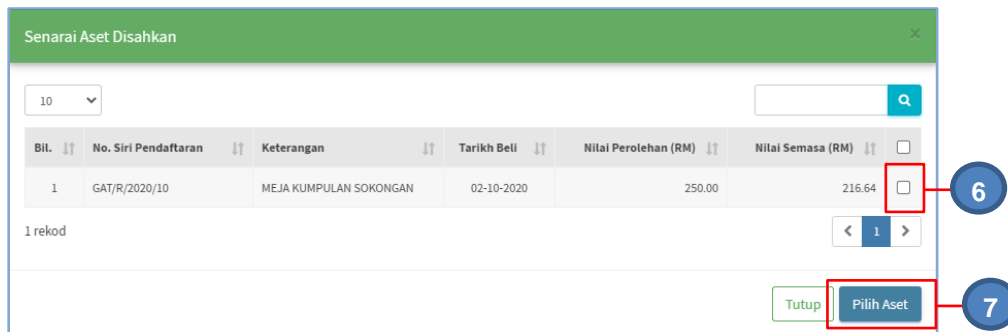 Senarai Aset Disahkan ×
10
Bil. No. Siri Pendaftaran Keterangan Tarikh Beli Nilai Perolehan (RM) Nilai Semasa (RM)
1 GAT/R/2020/10 MEJA KUMPULAN SOKONGAN 02-10-2020 250.00 216.64
6
1 rekod < 1 >
Tutup Pilih Aset
7